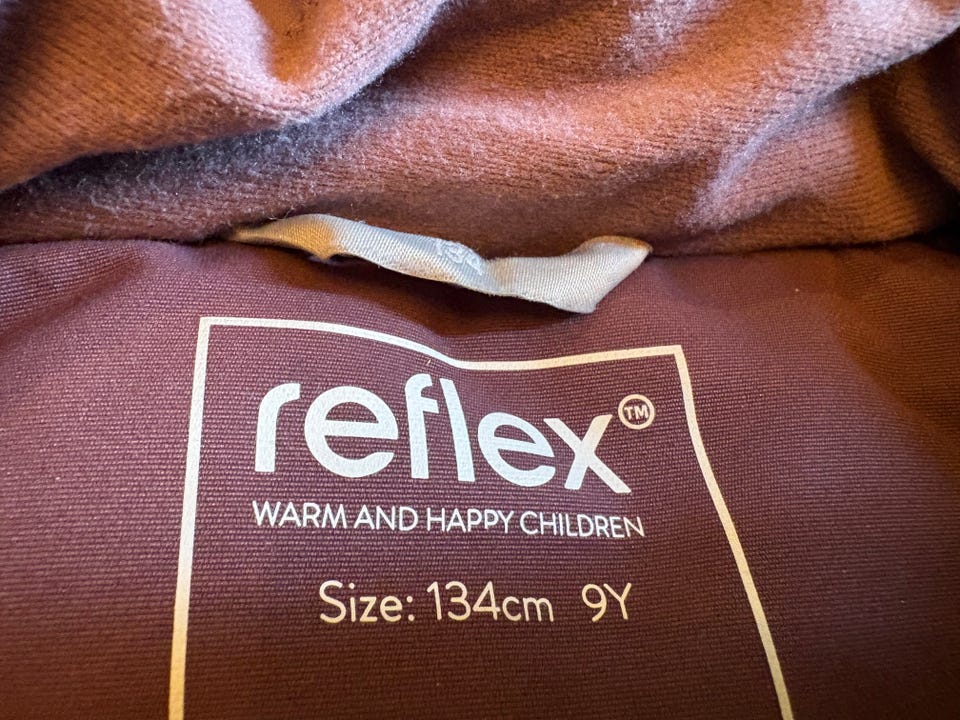 reflex™
WARM AND HAPPY CHILDREN
Size: 134cm 9Y